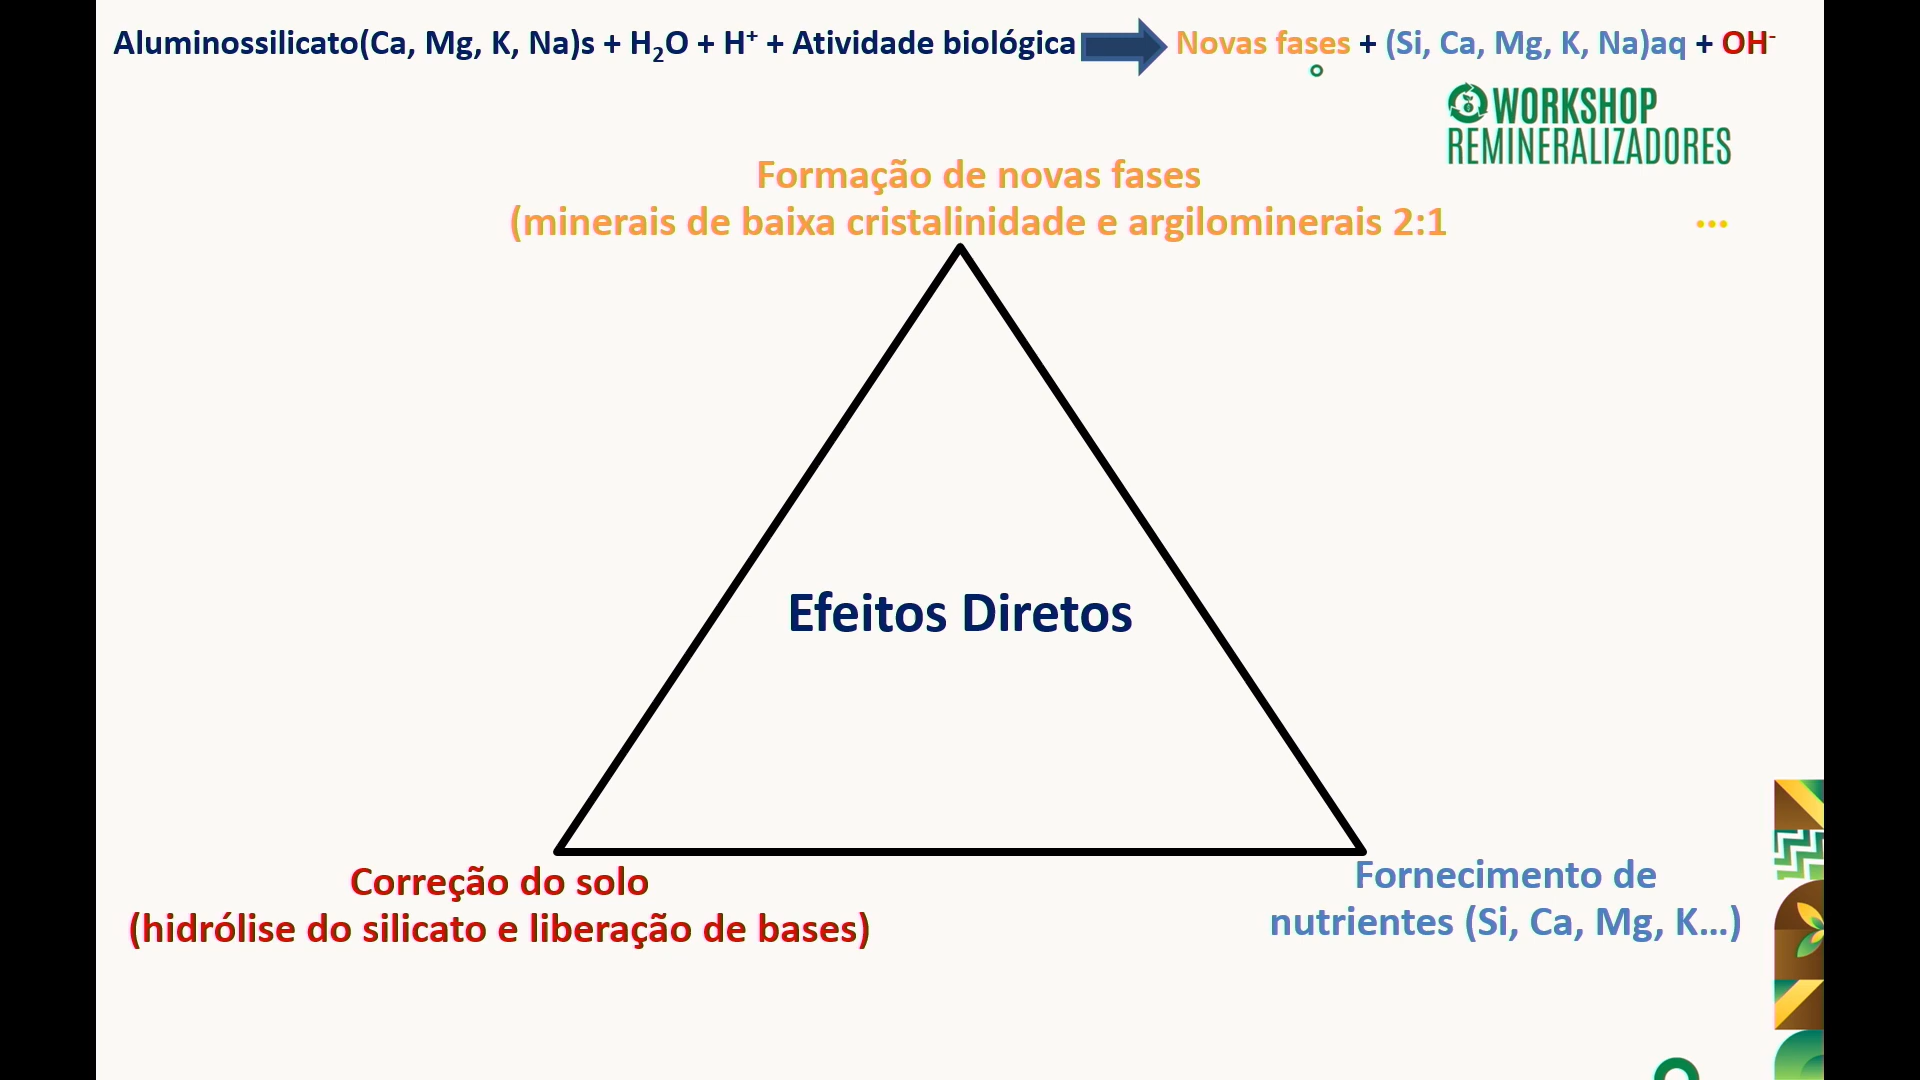 Aluminossilicato(Ca, Mg, K, Na)s + H₂O + H⁺ + Atividade biológica Novas fases + (Si, Ca, Mg, K, Na)aq + OH⁻
WORKSHOP
REMINERALIZADORES
Formação de novas fases
(minerais de baixa cristalinidade e argilominerais 2:1
...
Efeitos Diretos
Correção do solo
(hidrólise do silicato e liberação de bases)
Fornecimento de
nutrientes (Si, Ca, Mg, K...)